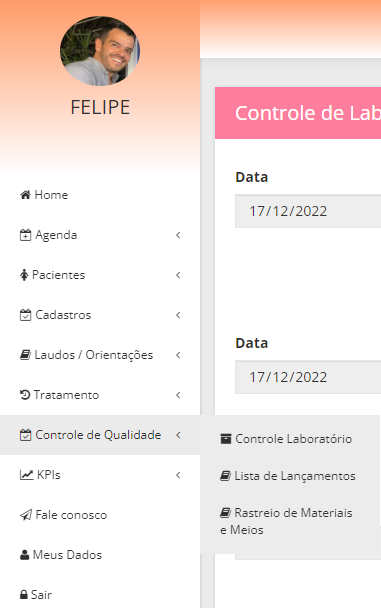 FELIPE
Home
Agenda
Pacientes
Cadastros
Laudos / Orientações
Tratamento
Controle de Qualidade
KPIs
Fale conosco
Meus Dados
Sair
Controle de Lab
Data
17/12/2022
Data
17/12/2022
Controle Laboratório
Lista de Lançamentos
Rastreio de Materiais
e Meios